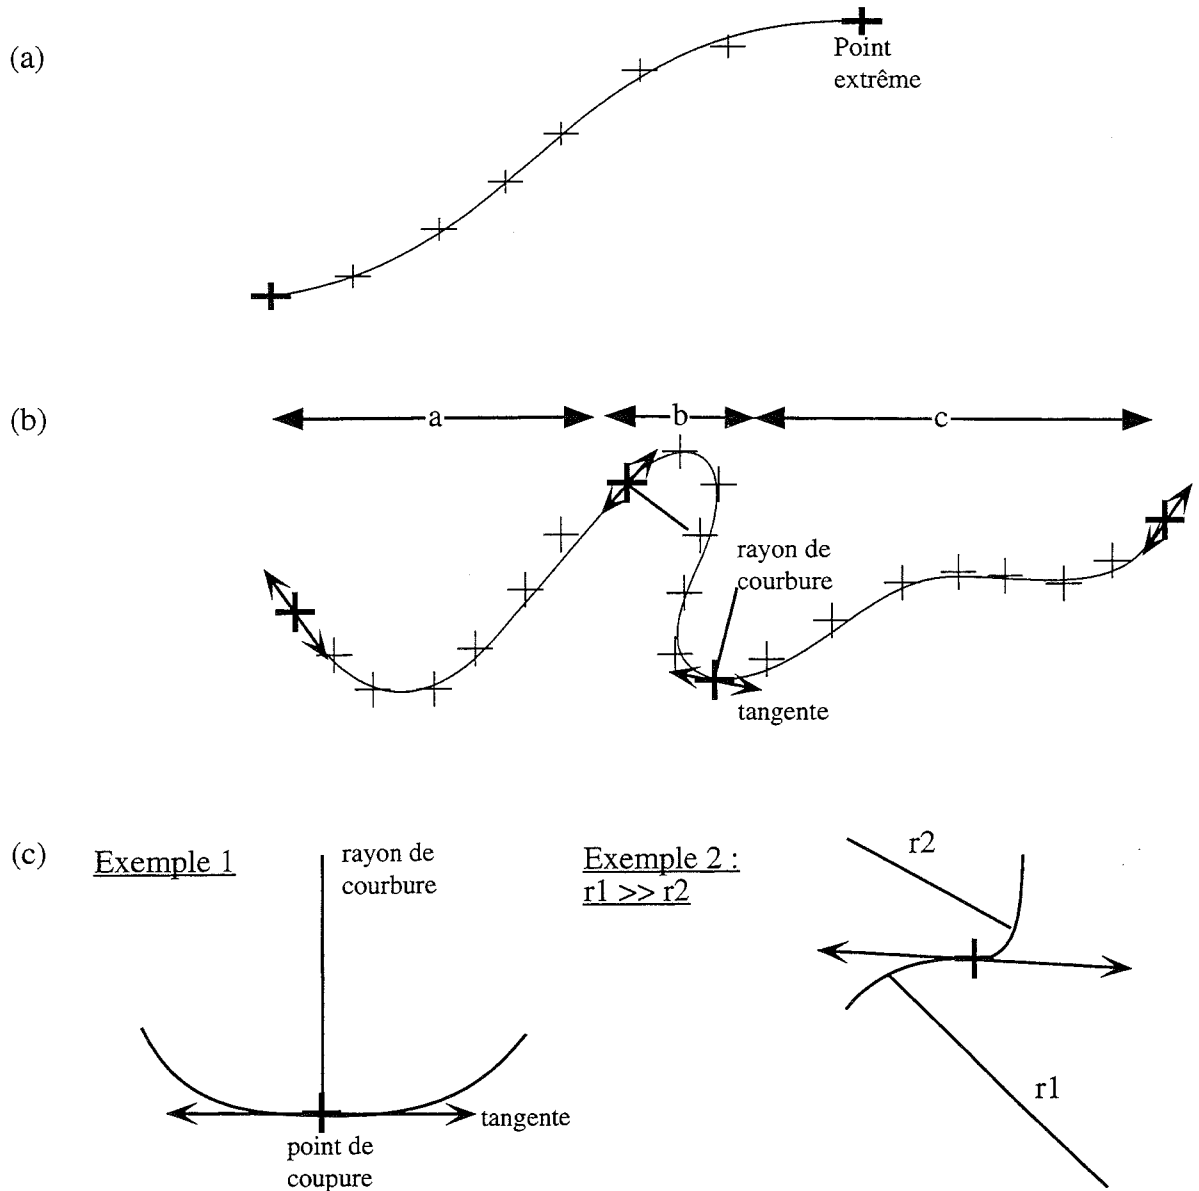 (a)
Point
extrême
(b)
a
b
c
rayon de
courbure
tangente
(c)
Exemple 1
rayon de
courbure
tangente
point de
coupure
Exemple 2 :
r1 >> r2
r2
r1